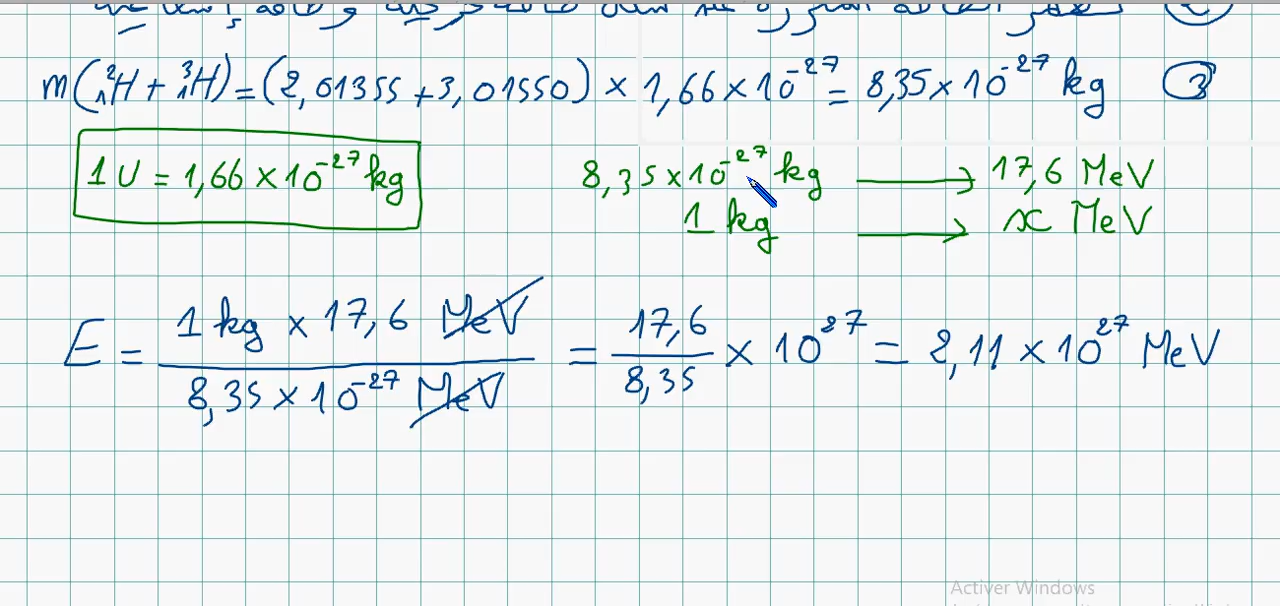 m(²₁H + ³₁H) = (2,01355 + 3,01550) × 1,66 × 10⁻²⁷ = 8,35 × 10⁻²⁷ kg ③
1 U = 1,66 × 10⁻²⁷ kg
8,35 × 10⁻²⁷ kg → 17,6 MeV
1 kg → x MeV
E = 1 kg × 17,6 MeV / 8,35 × 10⁻²⁷ MeV = 17,6 / 8,35 × 10²⁷ = 2,11 × 10²⁷ MeV
Activer Windows